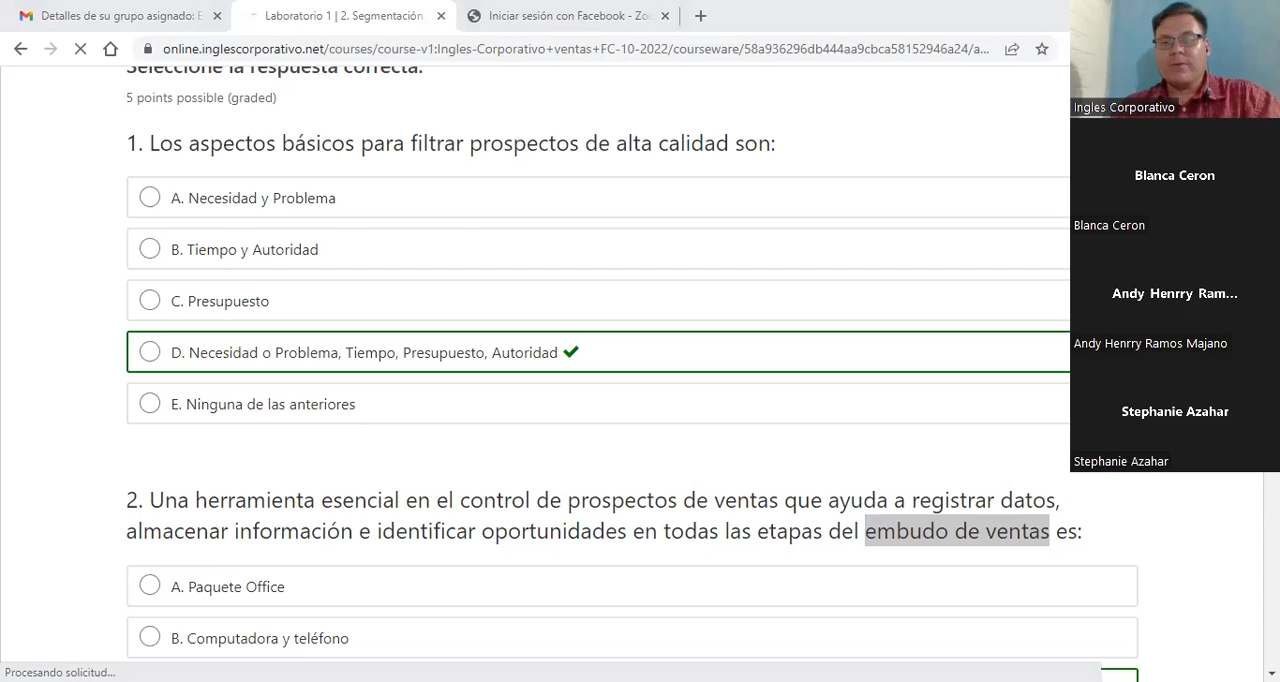 Detalles de su grupo asignado: E
Laboratorio 1 | 2. Segmentación
Iniciar sesión con Facebook - Zo
online.inglescorporativo.net/courses/course-v1:Ingles-Corporativo+ventas+FC-10-2022/courseware/58a936296db444aa9cbca58152946a24/a...
Seleccione la respuesta correcta.
5 points possible (graded)
1. Los aspectos básicos para filtrar prospectos de alta calidad son:
A. Necesidad y Problema
B. Tiempo y Autoridad
C. Presupuesto
D. Necesidad o Problema, Tiempo, Presupuesto, Autoridad
E. Ninguna de las anteriores
2. Una herramienta esencial en el control de prospectos de ventas que ayuda a registrar datos,
almacenar información e identificar oportunidades en todas las etapas del embudo de ventas es:
A. Paquete Office
B. Computadora y teléfono
Procesando solicitud...
Ingles Corporativo
Blanca Ceron
Blanca Ceron
Andy Henrry Ram...
Andy Henrry Ramos Majano
Stephanie Azahar
Stephanie Azahar